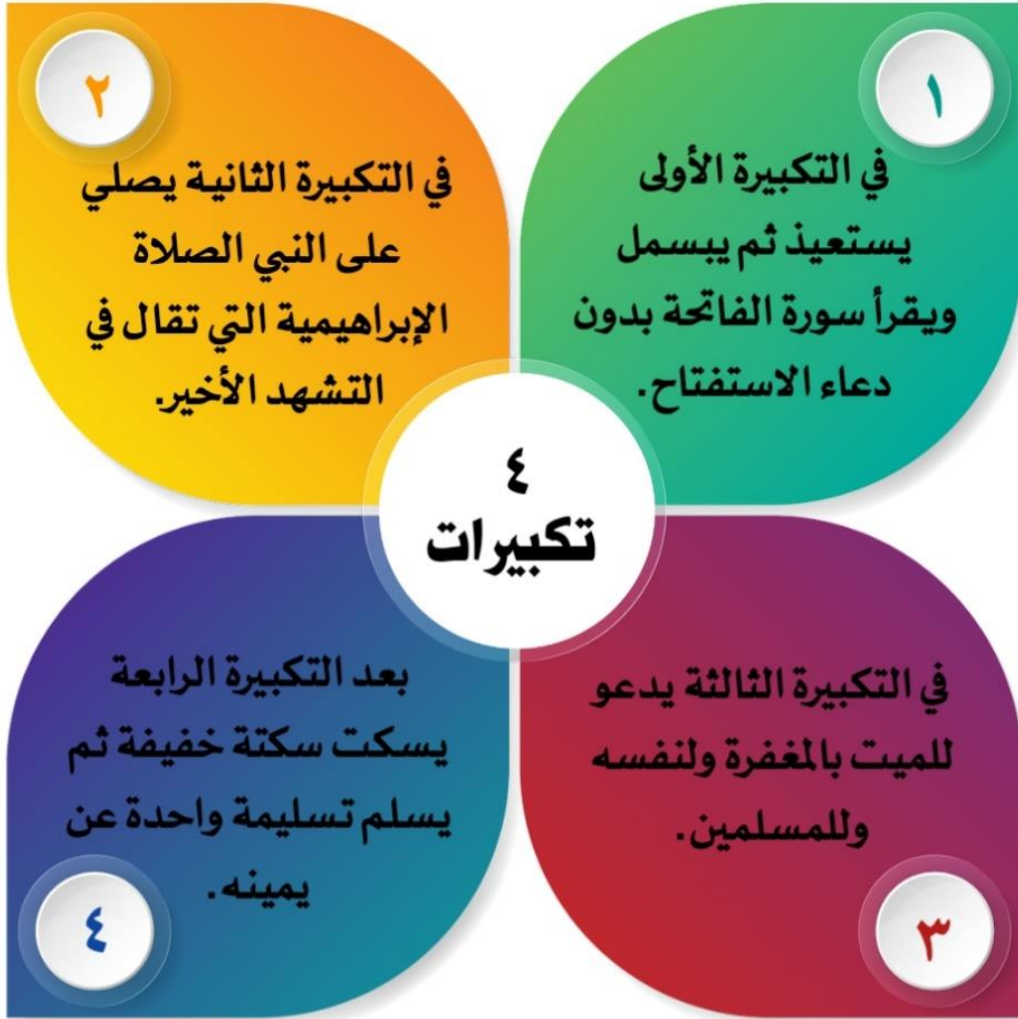 ١
في التكبيرة الأولى
يستعيذ ثم يبسمل
ويقرأ سورة الفاتحة بدون
دعاء الاستفتاح.
٢
في التكبيرة الثانية يصلي
على النبي الصلاة
الإبراهيمية التي تقال في
التشهد الأخير.
٤
تكبيرات
في التكبيرة الثالثة يدعو
للميت بالمغفرة ولنفسه
وللمسلمين.
٣
بعد التكبيرة الرابعة
يسكت سكتة خفيفة ثم
يسلم تسليمة واحدة عن
يمينه.
٤